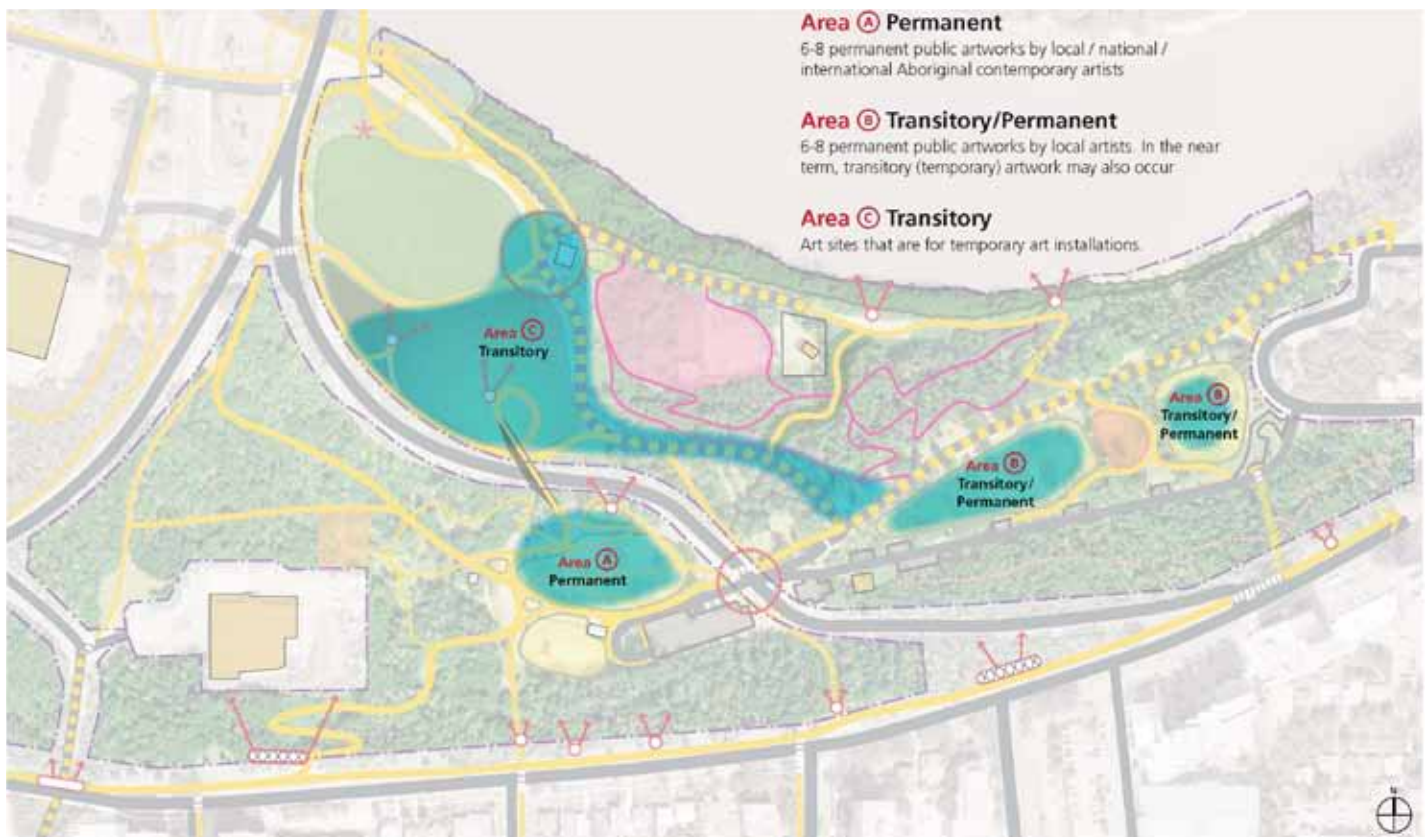 Area A Permanent
6-8 permanent public artworks by local / national /
international Aboriginal contemporary artists
Area B Transitory/Permanent
6-8 permanent public artworks by local artists. In the near
term, transitory (temporary) artwork may also occur
Area C Transitory
Art sites that are for temporary art installations.
Area C
Transitory
Area B
Transitory/
Permanent
Area B
Transitory/
Permanent
Area A
Permanent
N